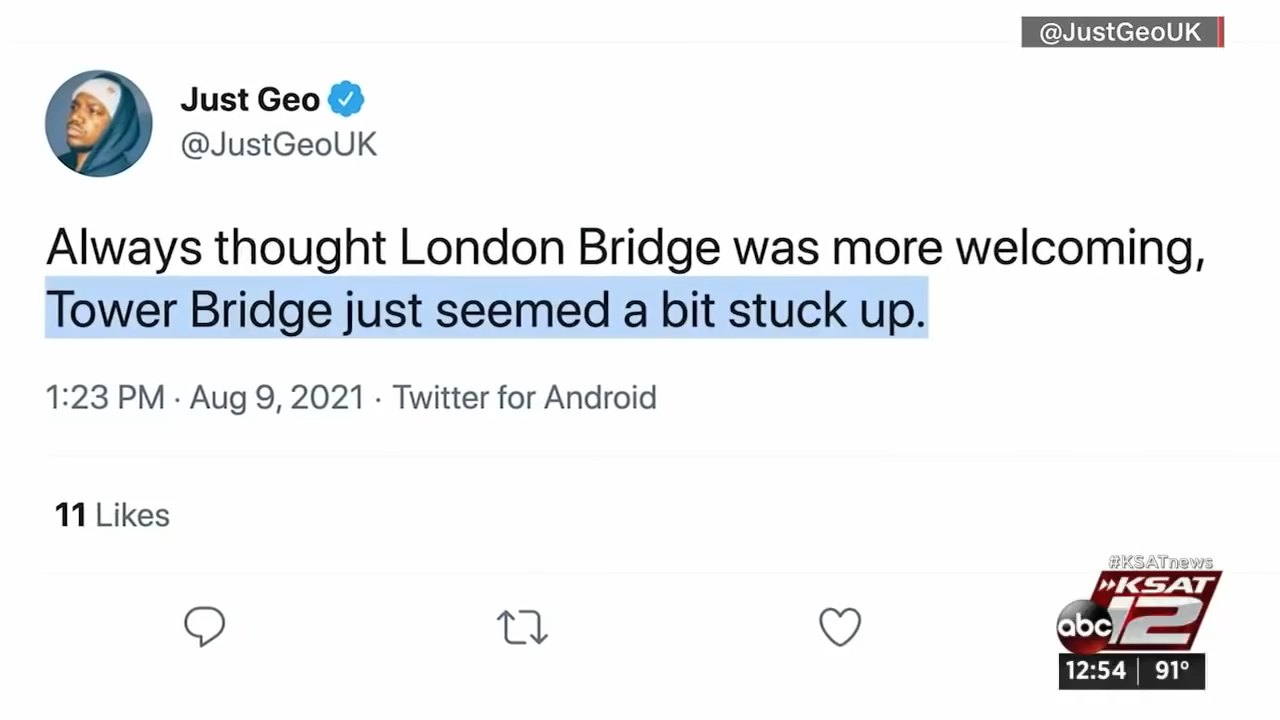 @JustGeoUK
Just Geo
@JustGeoUK
Always thought London Bridge was more welcoming,
Tower Bridge just seemed a bit stuck up.
1:23 PM · Aug 9, 2021 · Twitter for Android
11 Likes
#KSATnews
KSAT
abc 12
12:54 91°